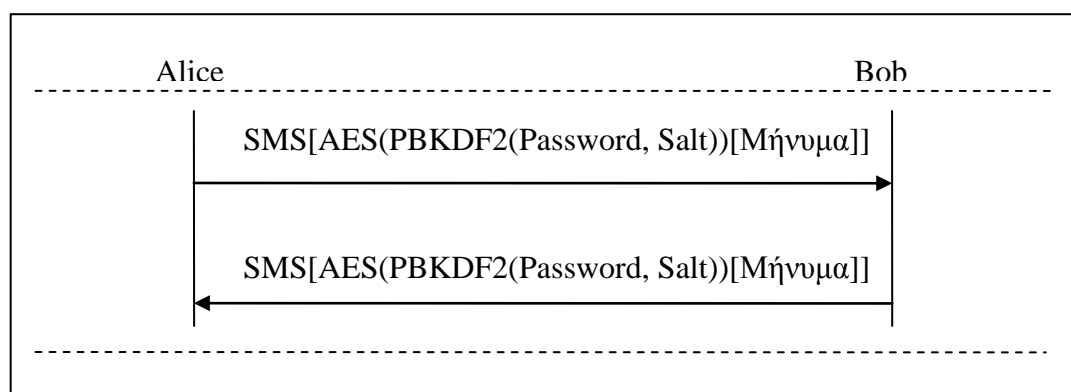 Alice Bob
SMS[AES(PBKDF2(Password, Salt))[Μήνυμα]]
SMS[AES(PBKDF2(Password, Salt))[Μήνυμα]]